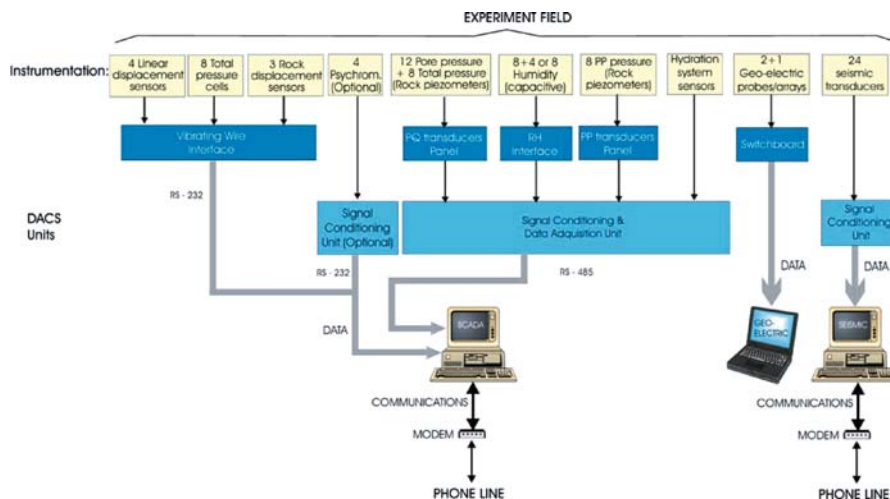 EXPERIMENT FIELD
Instrumentation:
4 Linear
displacement
sensors
8 Total
pressure
cells
3 Rock
displacement
sensors
4
Psychrom.
(Optional)
12 Pore pressure
+ 8 Total pressure
(Rock piezometers)
8+4 or 8
Humidity
(capacitive)
8 PP pressure
(Rock
piezometers)
Hydration
system
sensors
2+1
Geo-electric
probes/arrays
24
seismic
transducers
Vibrating Wire
Interface
PQ transducers
Panel
RH
Interface
PP transducers
Panel
Switchboard
RS - 232
DACS
Units
Signal
Conditioning
Unit (Optional)
Signal Conditioning &
Data Adquisition Unit
Signal
Conditioning
Unit
RS - 232
RS - 485
DATA
DATA
DATA
SCADA
GEO-
ELECTRIC
SEISMIC
COMMUNICATIONS
COMMUNICATIONS
MODEM
MODEM
PHONE LINE
PHONE LINE